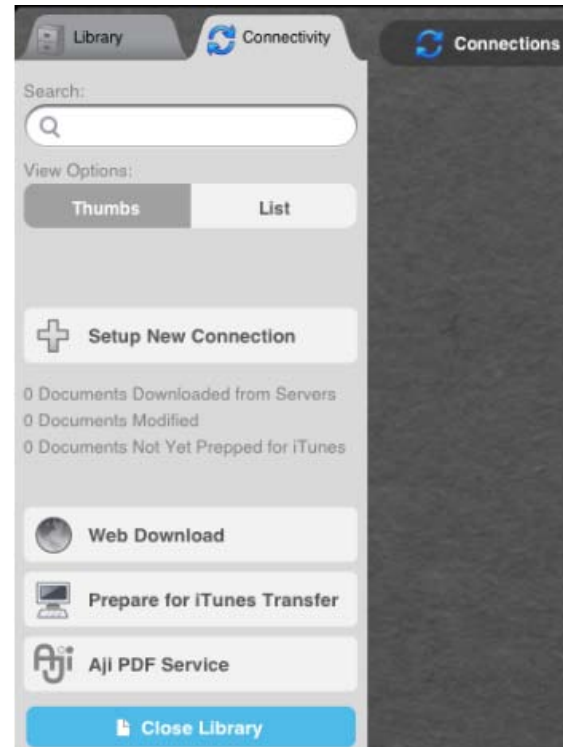 Library
Connectivity
Connections
Search:
View Options:
Thumbs
List
Setup New Connection
0 Documents Downloaded from Servers
0 Documents Modified
0 Documents Not Yet Prepped for iTunes
Web Download
Prepare for iTunes Transfer
Aji Aji PDF Service
Close Library